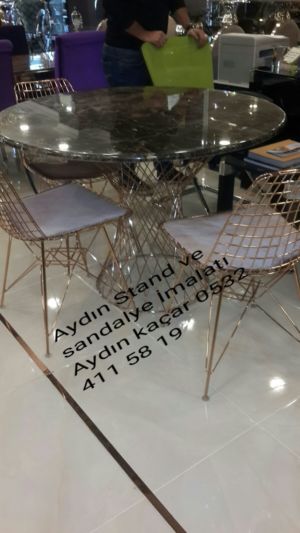 Aydın Stand ve
sandalye imalatı
Aydın kaçar 0532
411 58 19